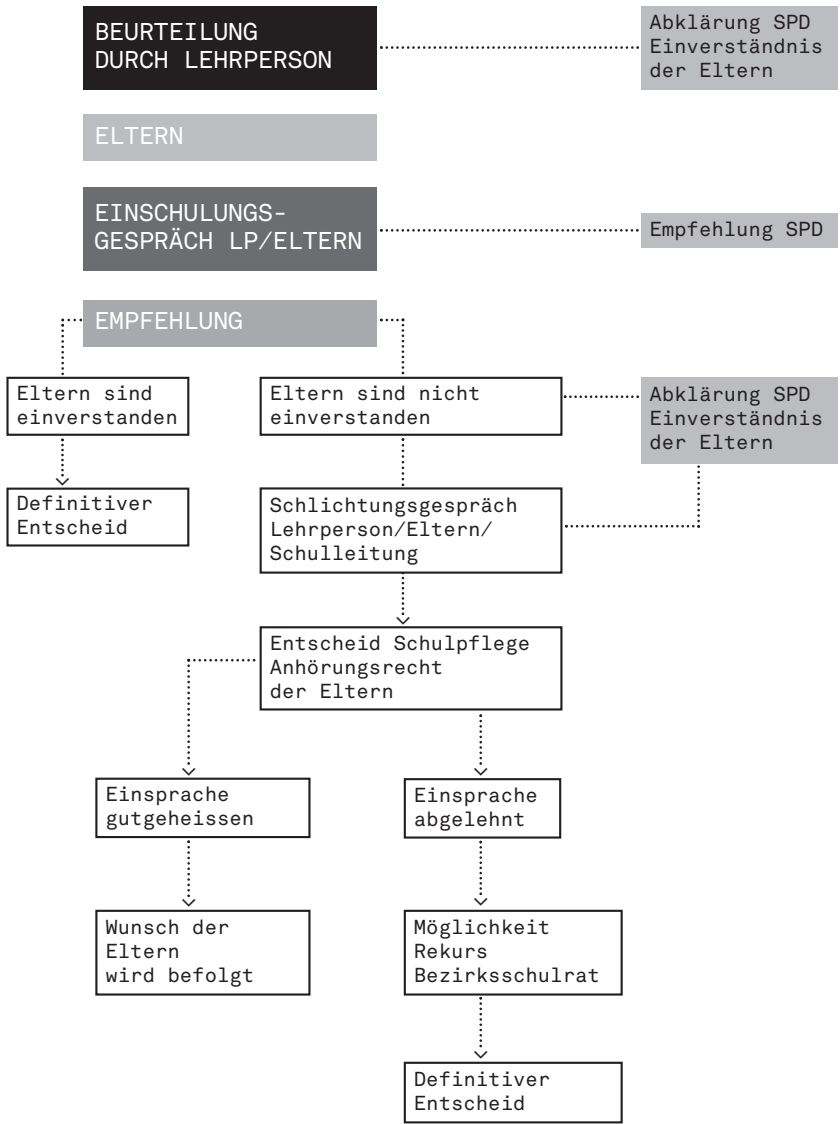 BEURTEILUNG
DURCH LEHRPERSON
Abklärung SPD
Einverständnis
der Eltern
ELTERN
EINSCHULUNGS-
GESPRÄCH LP/ELTERN
Empfehlung SPD
EMPFEHLUNG
Eltern sind
einverstanden
Eltern sind nicht
einverstanden
Abklärung SPD
Einverständnis
der Eltern
Definitiver
Entscheid
Schlichtungsgespräch
Lehrperson/Eltern/
Schulleitung
Entscheid Schulpflege
Anhörungsrecht
der Eltern
Einsprache
gutgeheissen
Einsprache
abgelehnt
Wunsch der
Eltern
wird befolgt
Möglichkeit
Rekurs
Bezirksschulrat
Definitiver
Entscheid